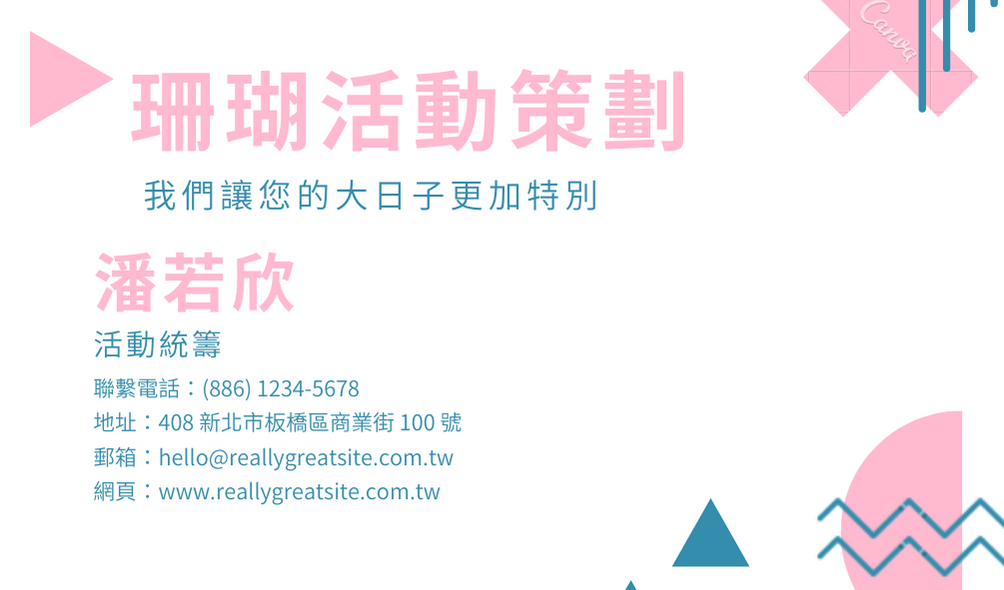 珊瑚活動策劃
我們讓您的大日子更加特別
潘若欣
活動統籌
聯繫電話：(886) 1234-5678
地址：408 新北市板橋區商業街 100 號
郵箱：hello@reallygreatsite.com.tw
網頁：www.reallygreatsite.com.tw
Canva